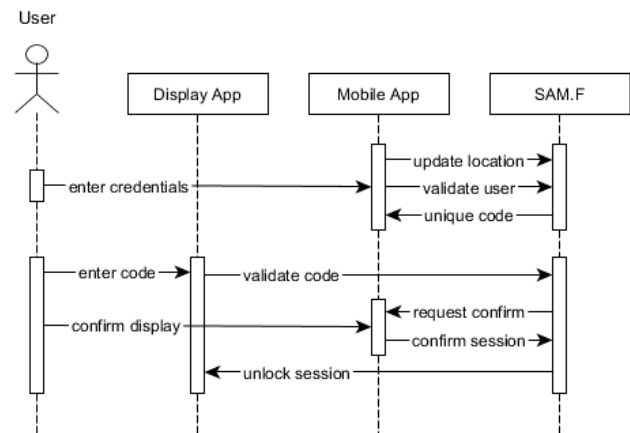 User
Display App
Mobile App
SAM.F
update location
enter credentials
validate user
unique code
enter code
validate code
request confirm
confirm display
confirm session
unlock session